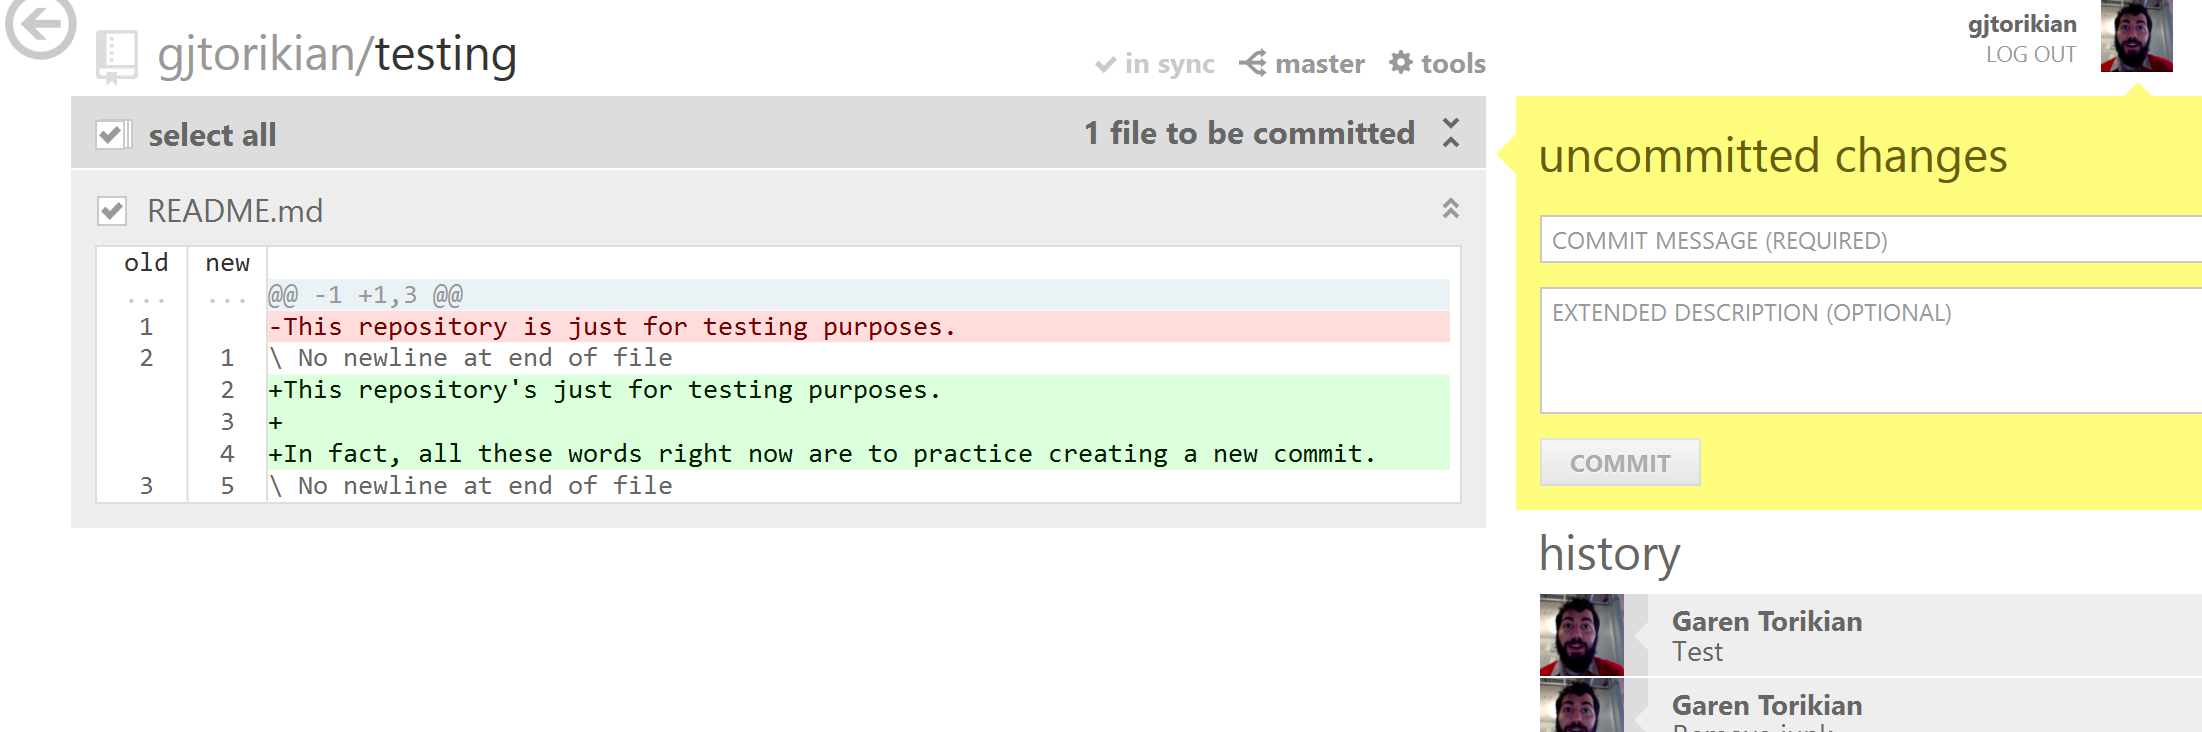 gjtorikian/testing
in sync master tools
gjtorikian
LOG OUT
select all
1 file to be committed
README.md
old new
... ... @@ -1 +1,3 @@
1 -This repository is just for testing purposes.
2 1 \ No newline at end of file
2 +This repository's just for testing purposes.
3 +
4 +In fact, all these words right now are to practice creating a new commit.
3 5 \ No newline at end of file
uncommitted changes
COMMIT MESSAGE (REQUIRED)
EXTENDED DESCRIPTION (OPTIONAL)
COMMIT
history
Garen Torikian
Test
Garen Torikian
Remove junk